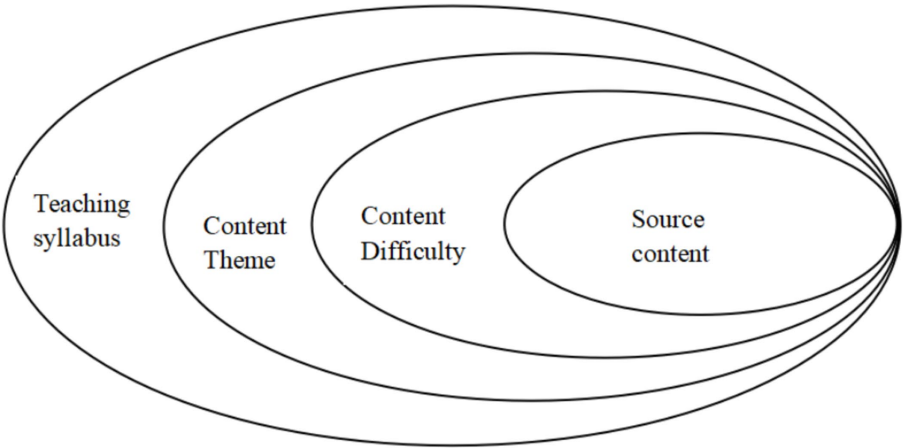 Teaching
syllabus
Content
Theme
Content
Difficulty
Source
content